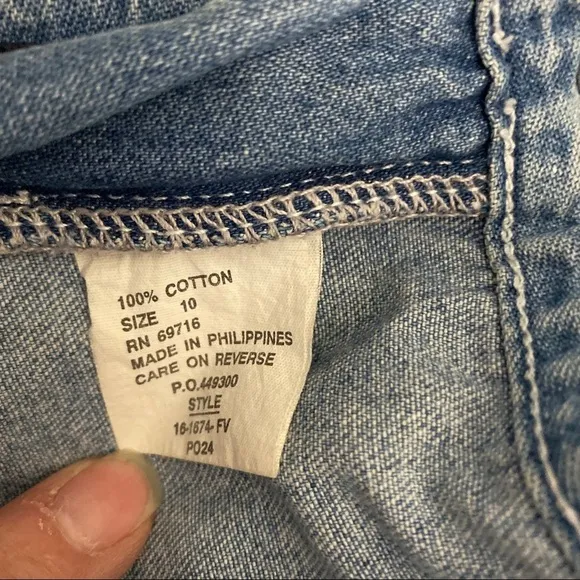 100% COTTON
SIZE 10
RN 69716
MADE IN PHILIPPINES
CARE ON REVERSE
P.O.449300
STYLE
16-1674-FV
PO24